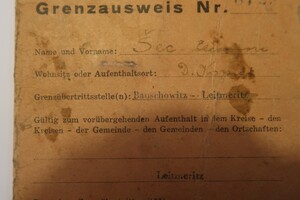 Grenzausweis Nr.
Name und Vorname:
Wohnsitz oder Aufenthaltsort:
Grenzübertrittsstelle(n): Bauschowitz - Leitmeritz
Gültig zum vorübergehenden Aufenthalt in dem Kreise - den
Kreisen - der Gemeinde - den Gemeinden - den Ortschaften:
Leitmeritz